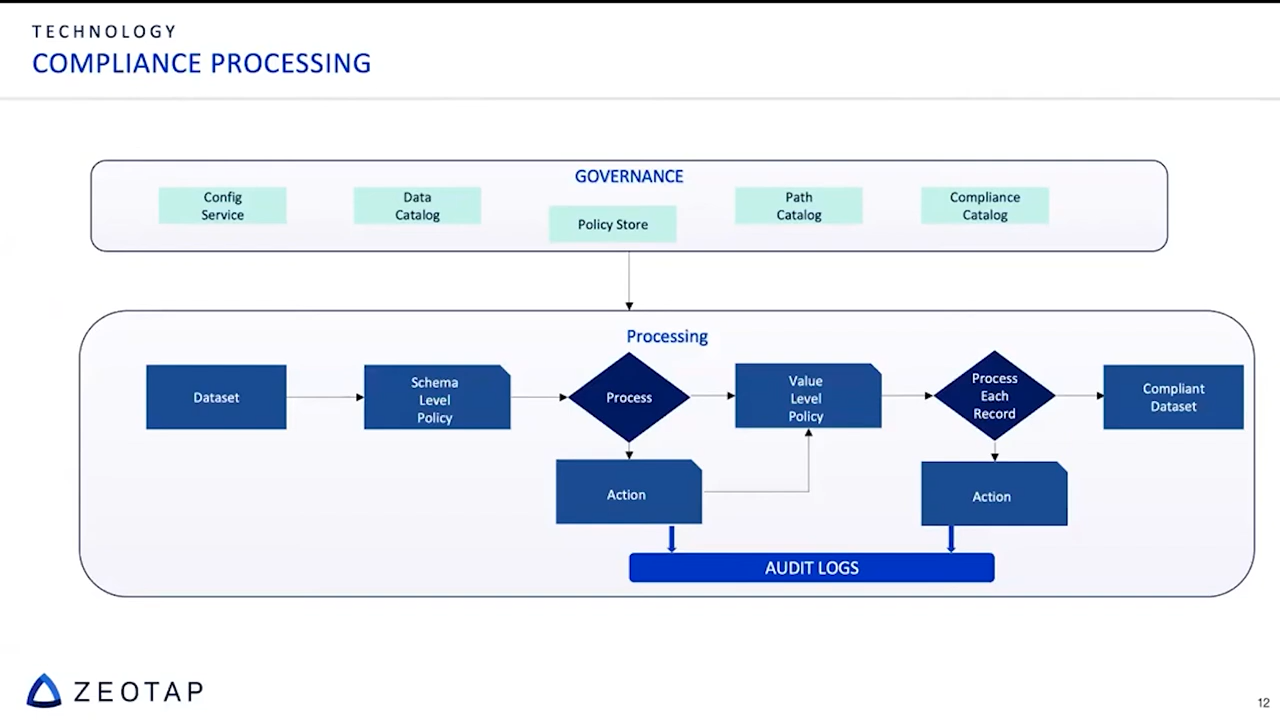 TECHNOLOGY
COMPLIANCE PROCESSING
GOVERNANCE
Config
Service
Data
Catalog
Policy Store
Path
Catalog
Compliance
Catalog
Processing
Dataset
Schema
Level
Policy
Process
Value
Level
Policy
Process
Each
Record
Compliant
Dataset
Action
Action
AUDIT LOGS
ZEOTAP
12